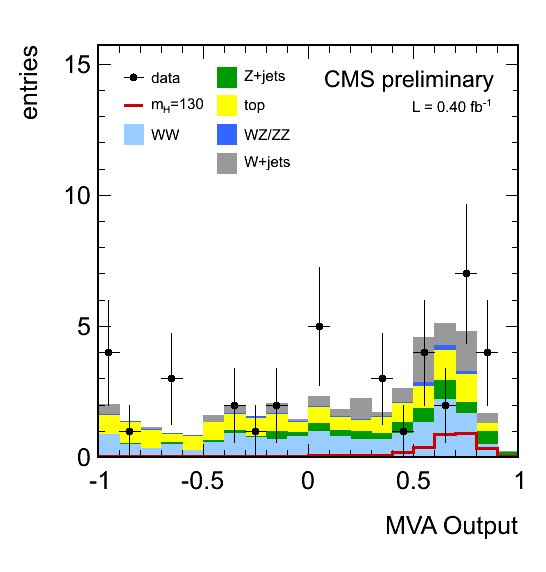 entries
15
10
5
0
data
m_H=130
WW
Z+jets
top
WZ/ZZ
W+jets
CMS preliminary
L = 0.40 fb⁻¹
-1 -0.5 0 0.5 1
MVA Output